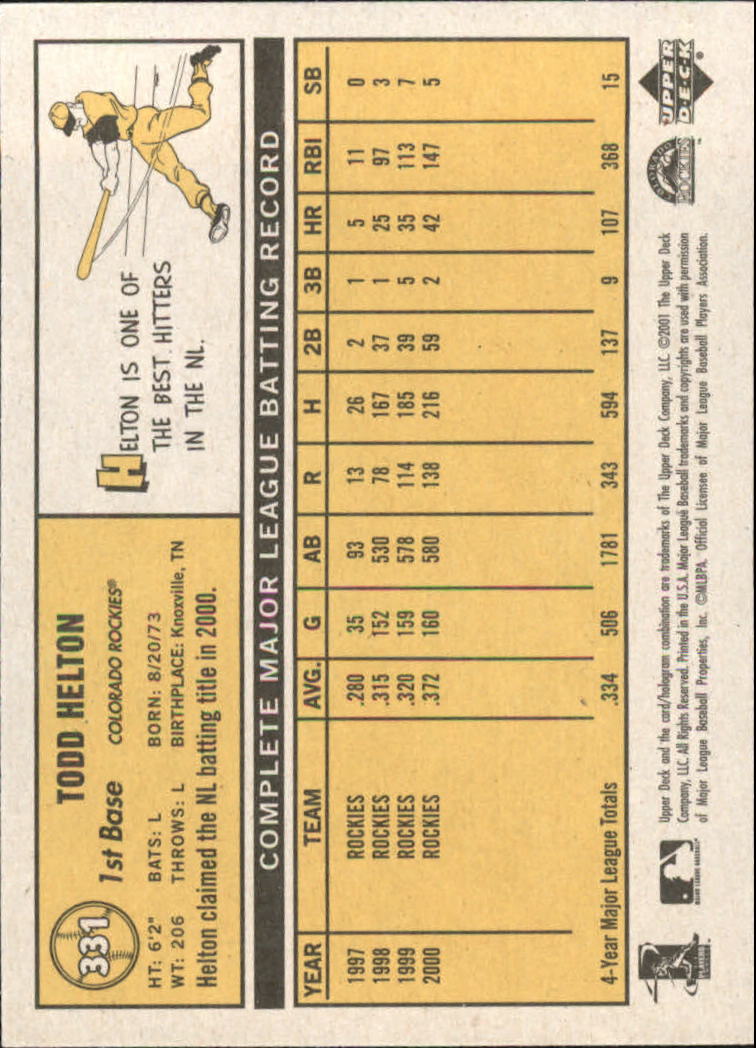 331
TODD HELTON
1st Base COLORADO ROCKIES®
HT: 6'2" BATS: L BORN: 8/20/73
WT: 206 THROWS: L BIRTHPLACE: Knoxville, TN
Helton claimed the NL batting title in 2000.
HELTON IS ONE OF
THE BEST HITTERS
IN THE NL.
COMPLETE MAJOR LEAGUE BATTING RECORD
YEAR TEAM AVG. G AB R H 2B 3B HR RBI SB
1997 ROCKIES .280 35 93 13 26 2 1 5 11 0
1998 ROCKIES .315 152 530 78 167 37 1 25 97 3
1999 ROCKIES .320 159 578 114 185 39 5 35 113 7
2000 ROCKIES .372 160 580 138 216 59 2 42 147 5
4-Year Major League Totals .334 506 1781 343 594 137 9 107 368 15
PLAYERS
MAJOR LEAGUE BASEBALL
Upper Deck and the card/hologram combination are trademarks of The Upper Deck Company, LLC. ©2001 The Upper Deck
Company, LLC. All Rights Reserved. Printed in the U.S.A. Major League Baseball trademarks and copyrights are used with permission
of Major League Baseball Properties, Inc. ©MLBPA. Official Licensee of Major League Baseball Players Association.
COLORADO
ROCKIES ™
UPPER
DECK ®